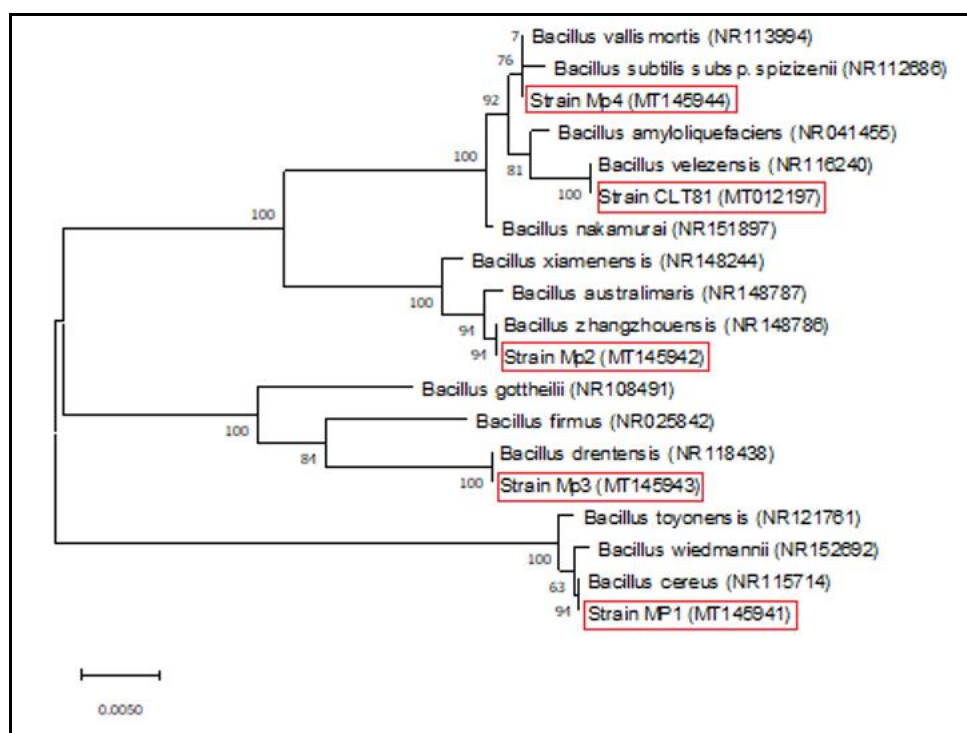 7
Bacillus vallismortis (NR113994)
76
Bacillus subtilis subsp. spizizenii (NR112686)
92
Strain Mp4 (MT145944)
Bacillus amyloliquefaciens (NR041455)
100
81
Bacillus velezensis (NR116240)
100
Strain CLT81 (MT012197)
100
Bacillus nakamurai (NR151897)
Bacillus xiamenensis (NR148244)
100
Bacillus australimaris (NR148787)
94
Bacillus zhangzhouensis (NR148786)
94
Strain Mp2 (MT145942)
Bacillus gottheilii (NR108491)
100
Bacillus firmus (NR025842)
84
Bacillus drentensis (NR118438)
100
Strain Mp3 (MT145943)
Bacillus toyonensis (NR121761)
100
Bacillus wiedmannii (NR152692)
63
Bacillus cereus (NR115714)
94
Strain MP1 (MT145941)
0.0050